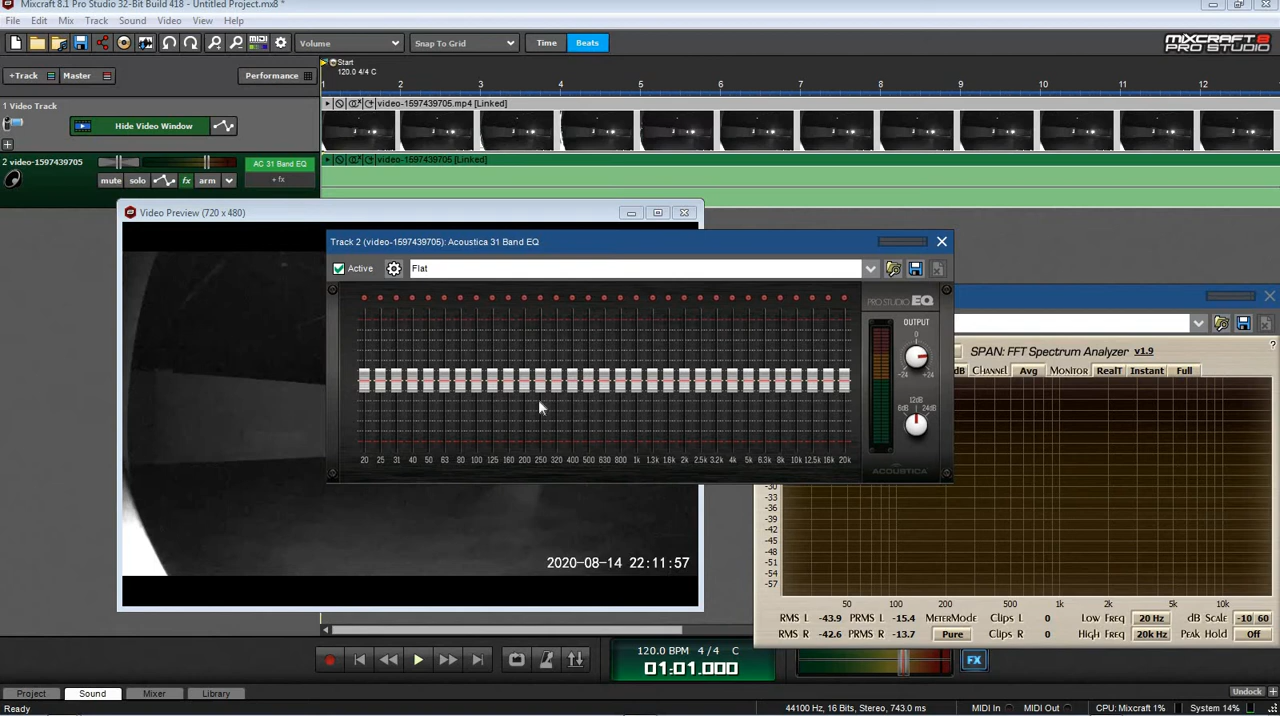 Mixcraft 8.1 Pro Studio 32-Bit Build 418 - Untitled Project.mx8 *
File Edit Mix Track Sound Video View Help
Volume Snap To Grid Time Beats MIXCRAFT 8 PRO STUDIO
+Track Master Performance
Start
120.0 4/4 C
1 2 3 4 5 6 7 8 9 10 11 12
1 Video Track
video-1597439705.mp4 [Linked]
Hide Video Window
2 video-1597439705
AC 31 Band EQ
video-1597439705 [Linked]
mute solo fx arm
+ fx
Video Preview (720 x 480)
Track 2 (video-1597439705): Acoustica 31 Band EQ
Active Flat
PRO STUDIO EQ
OUTPUT
0
-24 +24
12dB
6dB 24dB
20 25 31 40 50 63 80 100 125 160 200 250 320 400 500 630 800 1k 1.3k 1.6k 2k 2.5k 3.2k 4k 5k 6.3k 8k 10k 12.5k 16k 20k
ACOUSTICA
SPAN: FFT Spectrum Analyzer v1.9
?
dB Channel Avg Monitor RealT Instant Full
-30
-33
-36
-39
-42
-45
-48
-51
-54
-57
50 100 200 500 1k 2k 5k 10k
RMS L -43.9 PRMS L -15.4 MeterMode Clips L 0 Low Freq 20 Hz dB Scale -10 60
RMS R -42.6 PRMS R -13.7 Pure Clips R 0 High Freq 20k Hz Peak Hold Off
2020-08-14 22:11:57
120.0 BPM 4 / 4 C
01:01.000
FX
Project Sound Mixer Library
Undock
Ready
44100 Hz, 16 Bits, Stereo, 743.0 ms MIDI In MIDI Out CPU: Mixcraft 1% System 14%